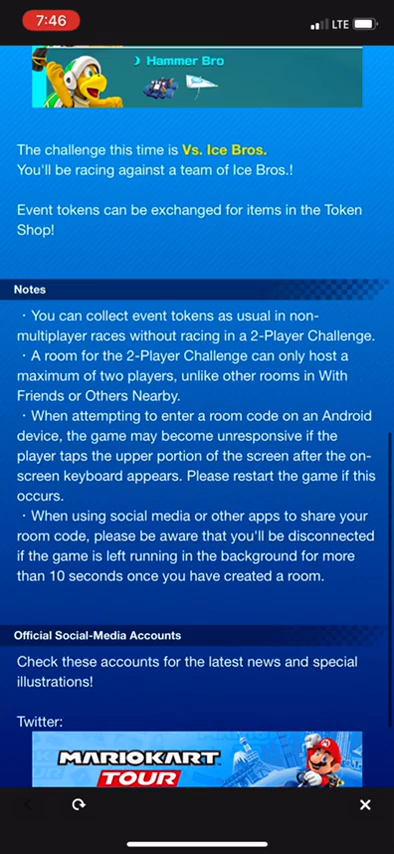 7:46
LTE
Hammer Bro
The challenge this time is Vs. Ice Bros.
You'll be racing against a team of Ice Bros.!
Event tokens can be exchanged for items in the Token
Shop!
Notes
・You can collect event tokens as usual in non-
multiplayer races without racing in a 2-Player Challenge.
・A room for the 2-Player Challenge can only host a
maximum of two players, unlike other rooms in With
Friends or Others Nearby.
・When attempting to enter a room code on an Android
device, the game may become unresponsive if the
player taps the upper portion of the screen after the on-
screen keyboard appears. Please restart the game if this
occurs.
・When using social media or other apps to share your
room code, please be aware that you'll be disconnected
if the game is left running in the background for more
than 10 seconds once you have created a room.
Official Social-Media Accounts
Check these accounts for the latest news and special
illustrations!
Twitter:
MARIOKART
TOUR